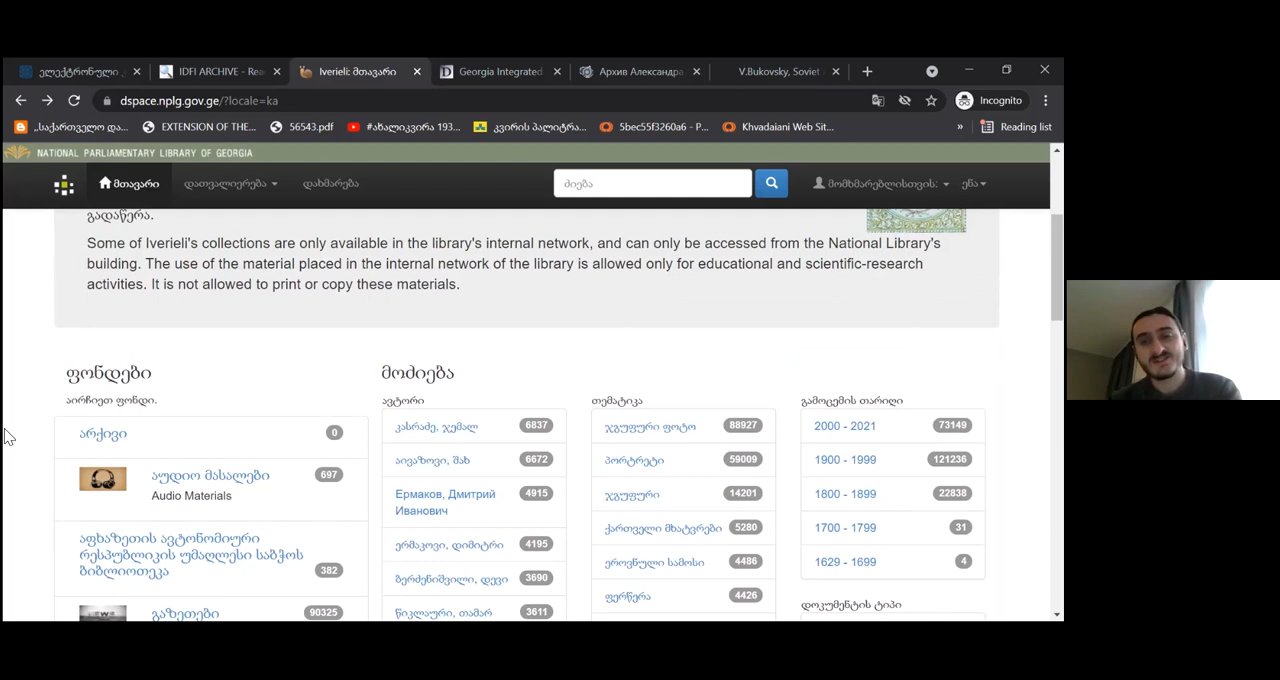 ელექტრონული
IDFI ARCHIVE - Rea
Iverieli: მთავარი
Georgia Integrated
Архив Александра
V.Bukovsky, Soviet
dspace.nplg.gov.ge/?locale=ka
Incognito
„საქართველო და...
EXTENSION OF THE...
56543.pdf
#ახალიკვირა 193...
კვირის პალიტრა...
5bec55f3260a6 - P...
Khvadaiani Web Sit...
»
Reading list
NATIONAL PARLIAMENTARY LIBRARY OF GEORGIA
მთავარი
დათვალიერება
დახმარება
ძიება
მომხმარებლისთვის:
ენა
გადაწერა.
Some of Iverieli's collections are only available in the library's internal network, and can only be accessed from the National Library's
building. The use of the material placed in the internal network of the library is allowed only for educational and scientific-research
activities. It is not allowed to print or copy these materials.
ფონდები
აირჩიეთ ფონდი.
არქივი 0
აუდიო მასალები 697
Audio Materials
აფხაზეთის ავტონომიური
რესპუბლიკის უმაღლესი საბჭოს
ბიბლიოთეკა 382
გაზეთები 90325
მოძიება
ავტორი
კასრაძე, ჯემალ 6837
აივაზოვი, შახ 6672
Ермаков, Дмитрий 4915
Иванович
ერმაკოვი, დიმიტრი 4195
ბერძენიშვილი, დევი 3690
წიკლაური, თამარ 3611
თემატიკა
ჯგუფური ფოტო 88927
პორტრეტი 59009
ჯგუფური 14201
ქართველი მხატვრები 5280
ეროვნული სამოსი 4486
ფერწერა 4426
გამოცემის თარიღი
2000 - 2021 73149
1900 - 1999 121236
1800 - 1899 22838
1700 - 1799 31
1629 - 1699 4
დოკუმენტის ტიპი